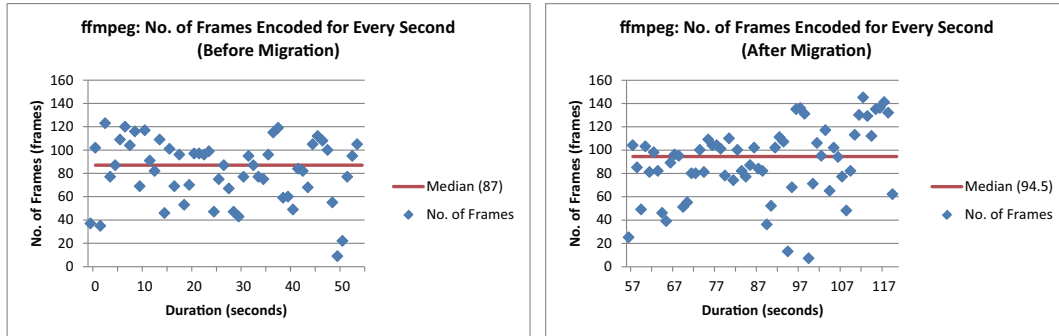 ffmpeg: No. of Frames Encoded for Every Second
(Before Migration)
No. of Frames (frames)
160
140
120
100
80
60
40
20
0
0 10 20 30 40 50
Duration (seconds)
Median (87)
No. of Frames
ffmpeg: No. of Frames Encoded for Every Second
(After Migration)
No. of Frames (frames)
160
140
120
100
80
60
40
20
0
57 67 77 87 97 107 117
Duration (seconds)
Median (94.5)
No. of Frames